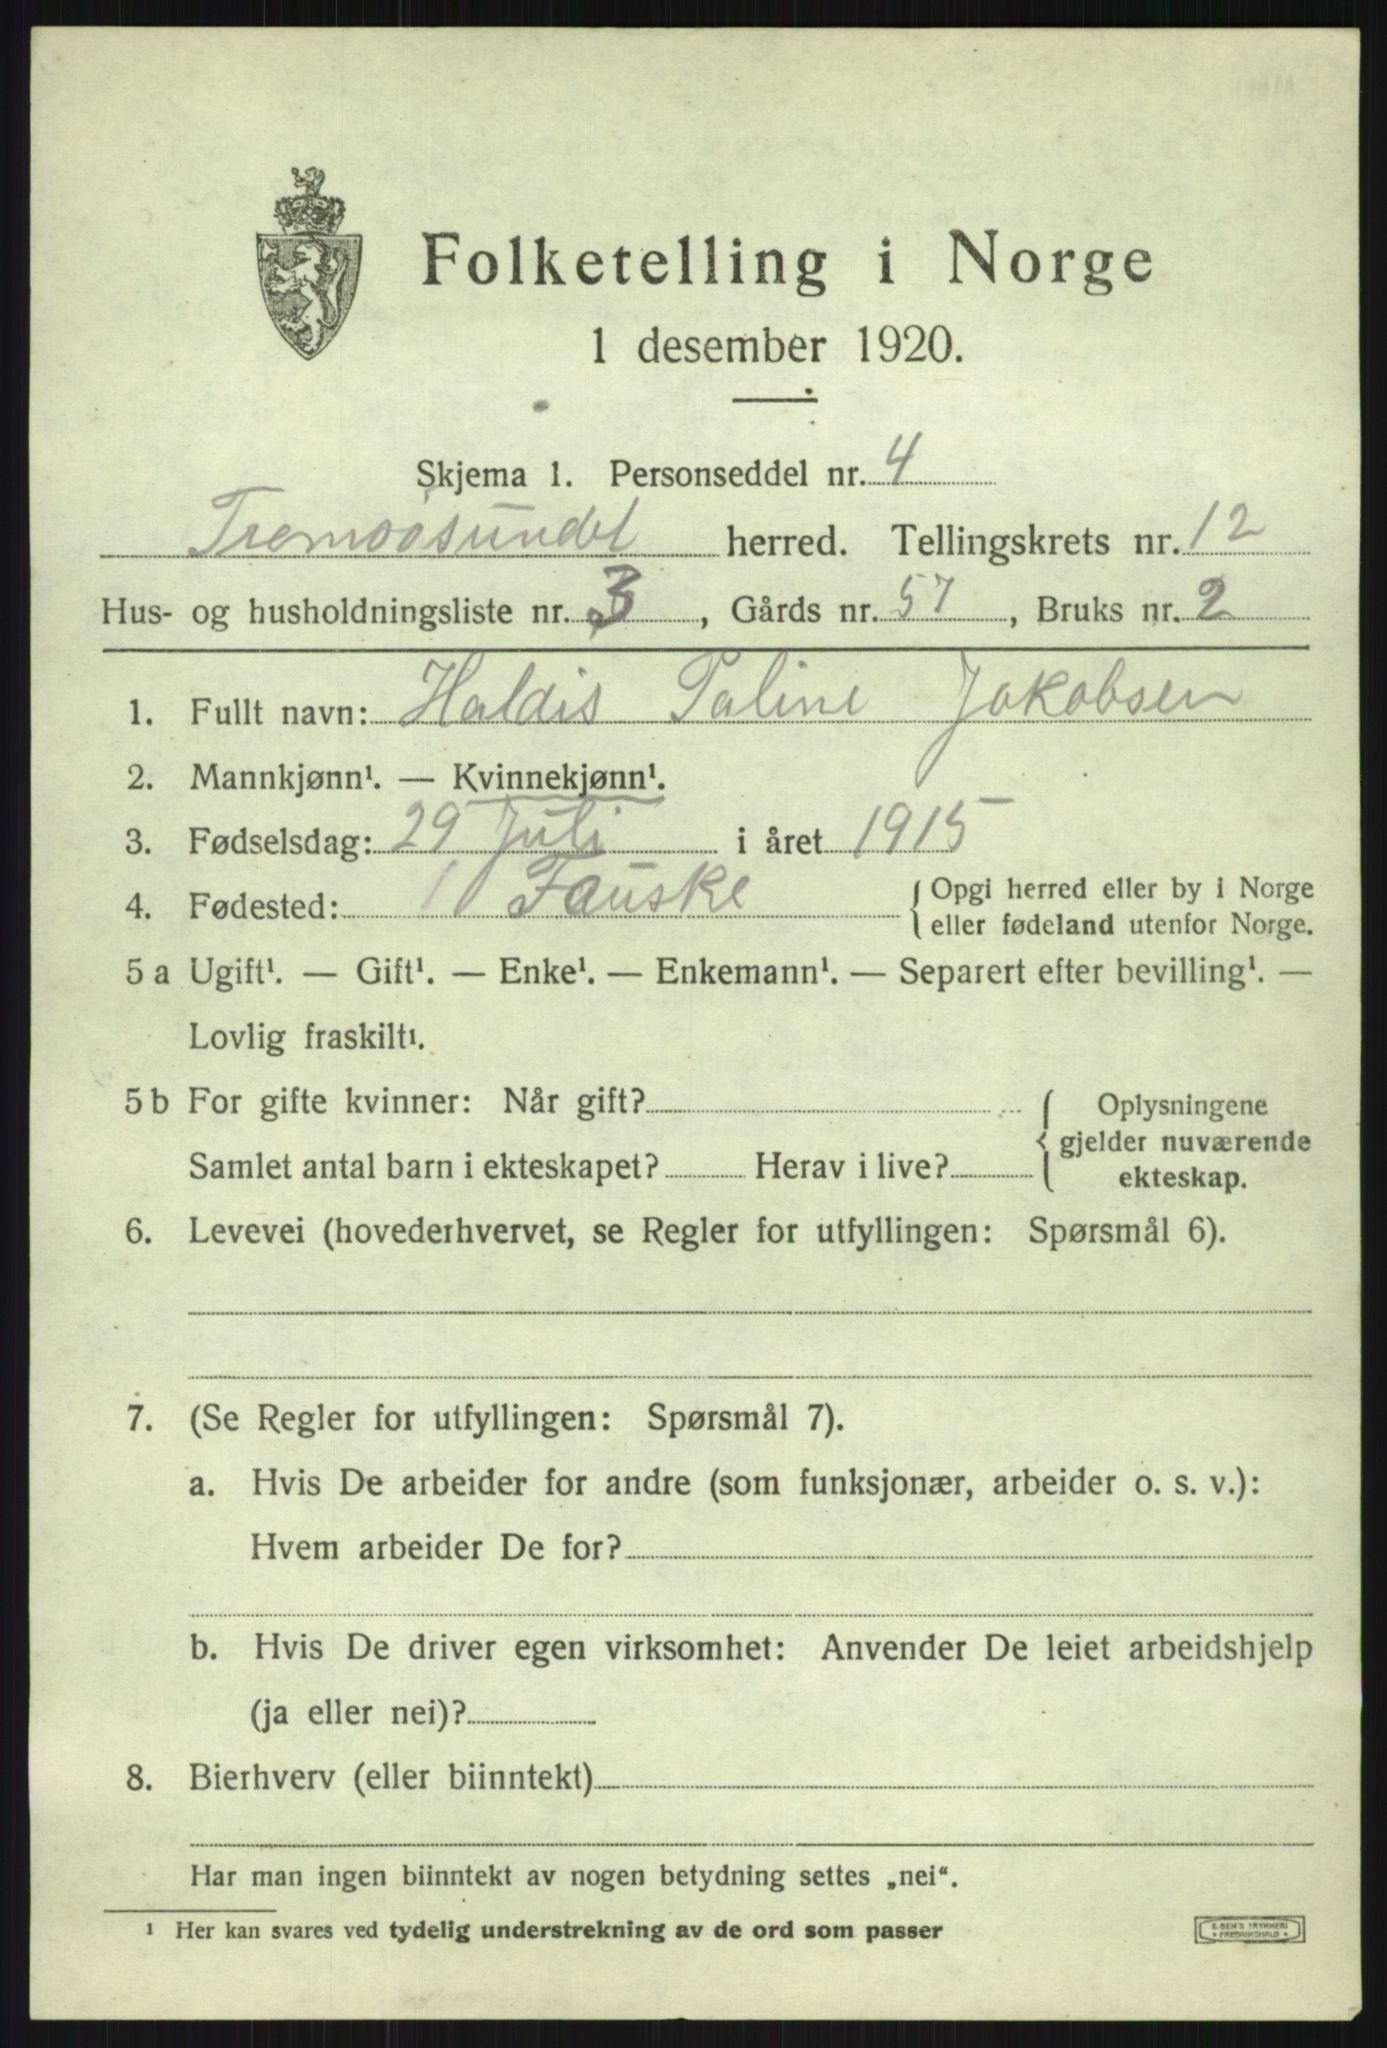 Folketelling i Norge
1 desember 1920.
Skjema 1. Personseddel nr. 4
Tromsøsundet herred. Tellingskrets nr. 12
Hus- og husholdningsliste nr. 3, Gårds nr. 57, Bruks nr. 2
1. Fullt navn: Haldis Paline Jakobsen
2. Mannkjønn¹. — Kvinnekjønn¹.
3. Fødselsdag: 29 Juli i året 1915
4. Fødested: Fauske { Opgi herred eller by i Norge
eller fødeland utenfor Norge.
5 a Ugift¹. — Gift¹. — Enke¹. — Enkemann¹. — Separert efter bevilling¹. —
Lovlig fraskilt¹.
5 b For gifte kvinner: Når gift? { Oplysningene
gjelder nuværende
Samlet antal barn i ekteskapet? Herav i live? ekteskap.
6. Levevei (hovederhvervet, se Regler for utfyllingen: Spørsmål 6).
7. (Se Regler for utfyllingen: Spørsmål 7).
a. Hvis De arbeider for andre (som funksjonær, arbeider o. s. v.):
Hvem arbeider De for?
b. Hvis De driver egen virksomhet: Anvender De leiet arbeidshjelp
(ja eller nei)?
8. Bierhverv (eller biinntekt)
Har man ingen biinntekt av nogen betydning settes „nei“.
¹ Her kan svares ved tydelig understrekning av de ord som passer
E. SEM'S TRYKKERI
FREDRIKSHALD